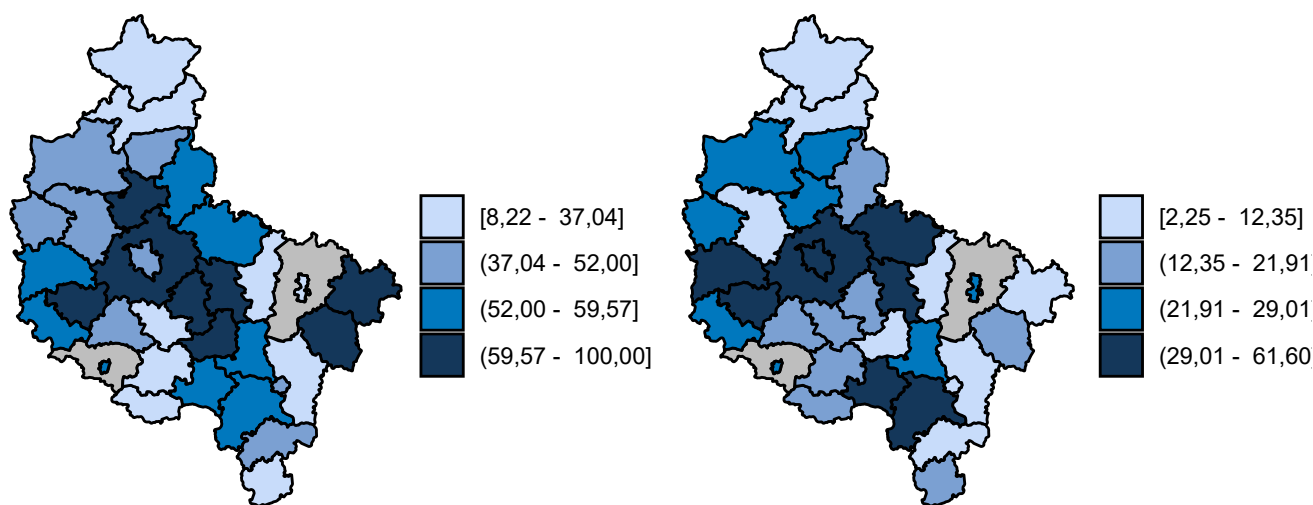 [8,22 - 37,04]
(37,04 - 52,00]
(52,00 - 59,57]
(59,57 - 100,00]
[2,25 - 12,35]
(12,35 - 21,91]
(21,91 - 29,01]
(29,01 - 61,60]